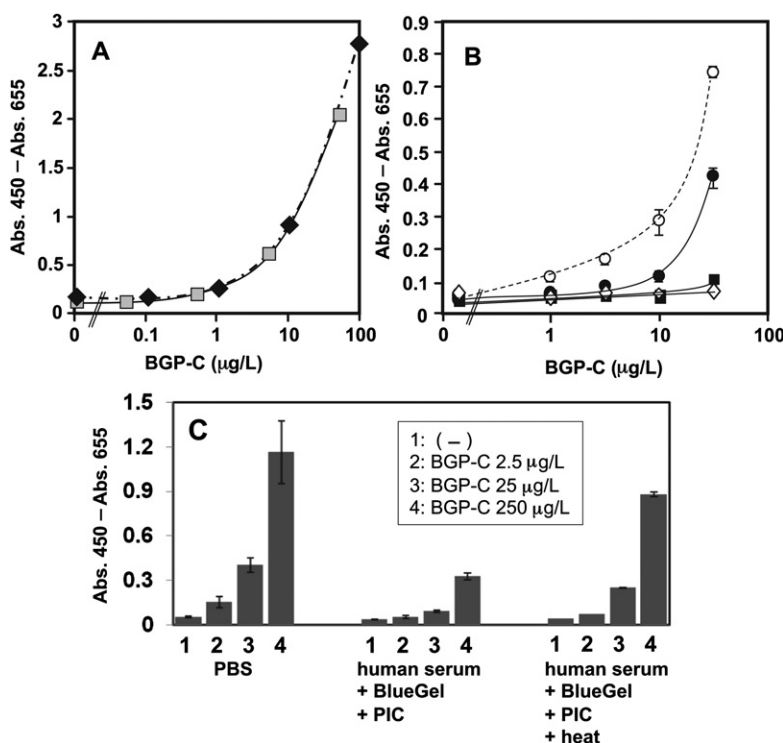 A
Abs. 450 – Abs. 655
3
2.5
2
1.5
1
0.5
0
0 0.1 1 10 100
BGP-C (µg/L)
B
Abs. 450 – Abs. 655
0.9
0.8
0.7
0.6
0.5
0.4
0.3
0.2
0.1
0
0 1 10 100
BGP-C (µg/L)
C
Abs. 450 – Abs. 655
1.5
1.2
0.9
0.6
0.3
0
1: (–)
2: BGP-C 2.5 µg/L
3: BGP-C 25 µg/L
4: BGP-C 250 µg/L
1 2 3 4
PBS
1 2 3 4
human serum
+ BlueGel
+ PIC
1 2 3 4
human serum
+ BlueGel
+ PIC
+ heat